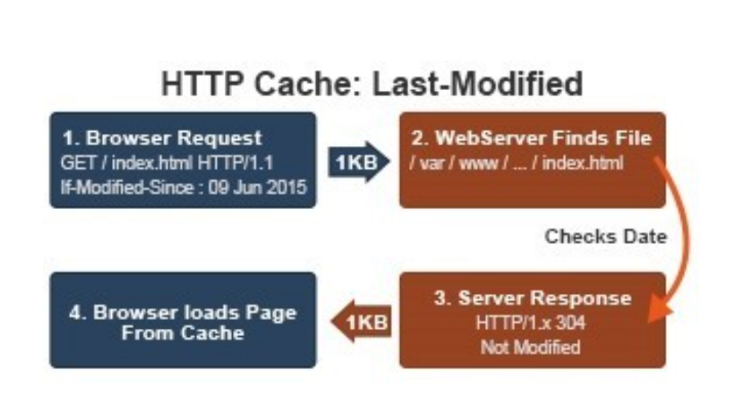 HTTP Cache: Last-Modified
1. Browser Request
GET / index.html HTTP/1.1
If-Modified-Since : 09 Jun 2015
1KB
2. WebServer Finds File
/ var / www / ... / index.html
Checks Date
3. Server Response
HTTP/1.x 304
Not Modified
1KB
4. Browser loads Page
From Cache